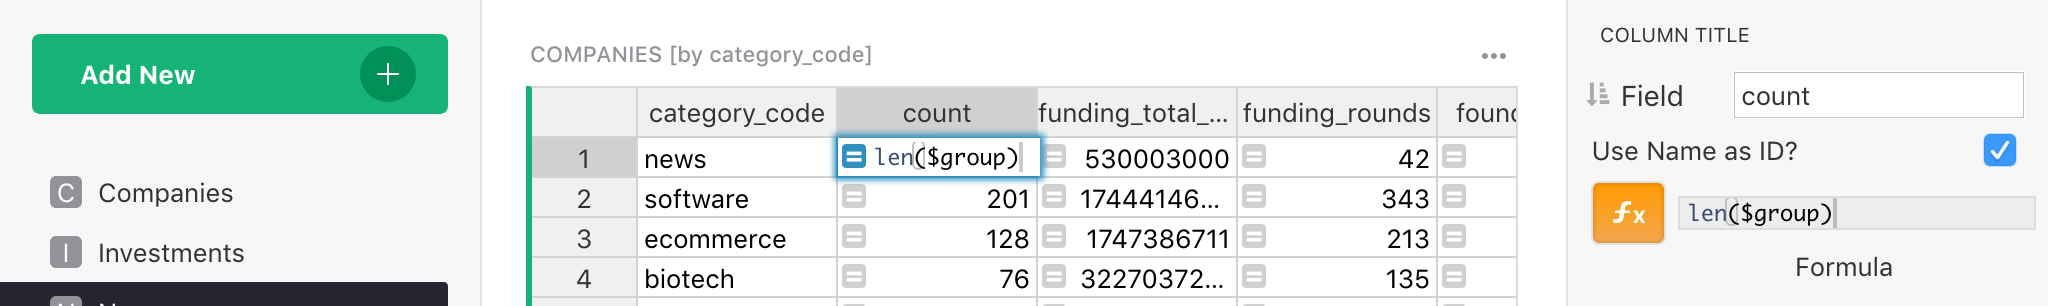 Add New
C Companies
I Investments
COMPANIES [by category_code]
category_code count funding_total_... funding_rounds
1 news = len($group) = 530003000 = 42 =
2 software = 201 = 17444146... = 343 =
3 ecommerce = 128 = 1747386711 = 213 =
4 biotech = 76 = 32270372... = 135 =
COLUMN TITLE
Field count
Use Name as ID?
fx len($group)
Formula